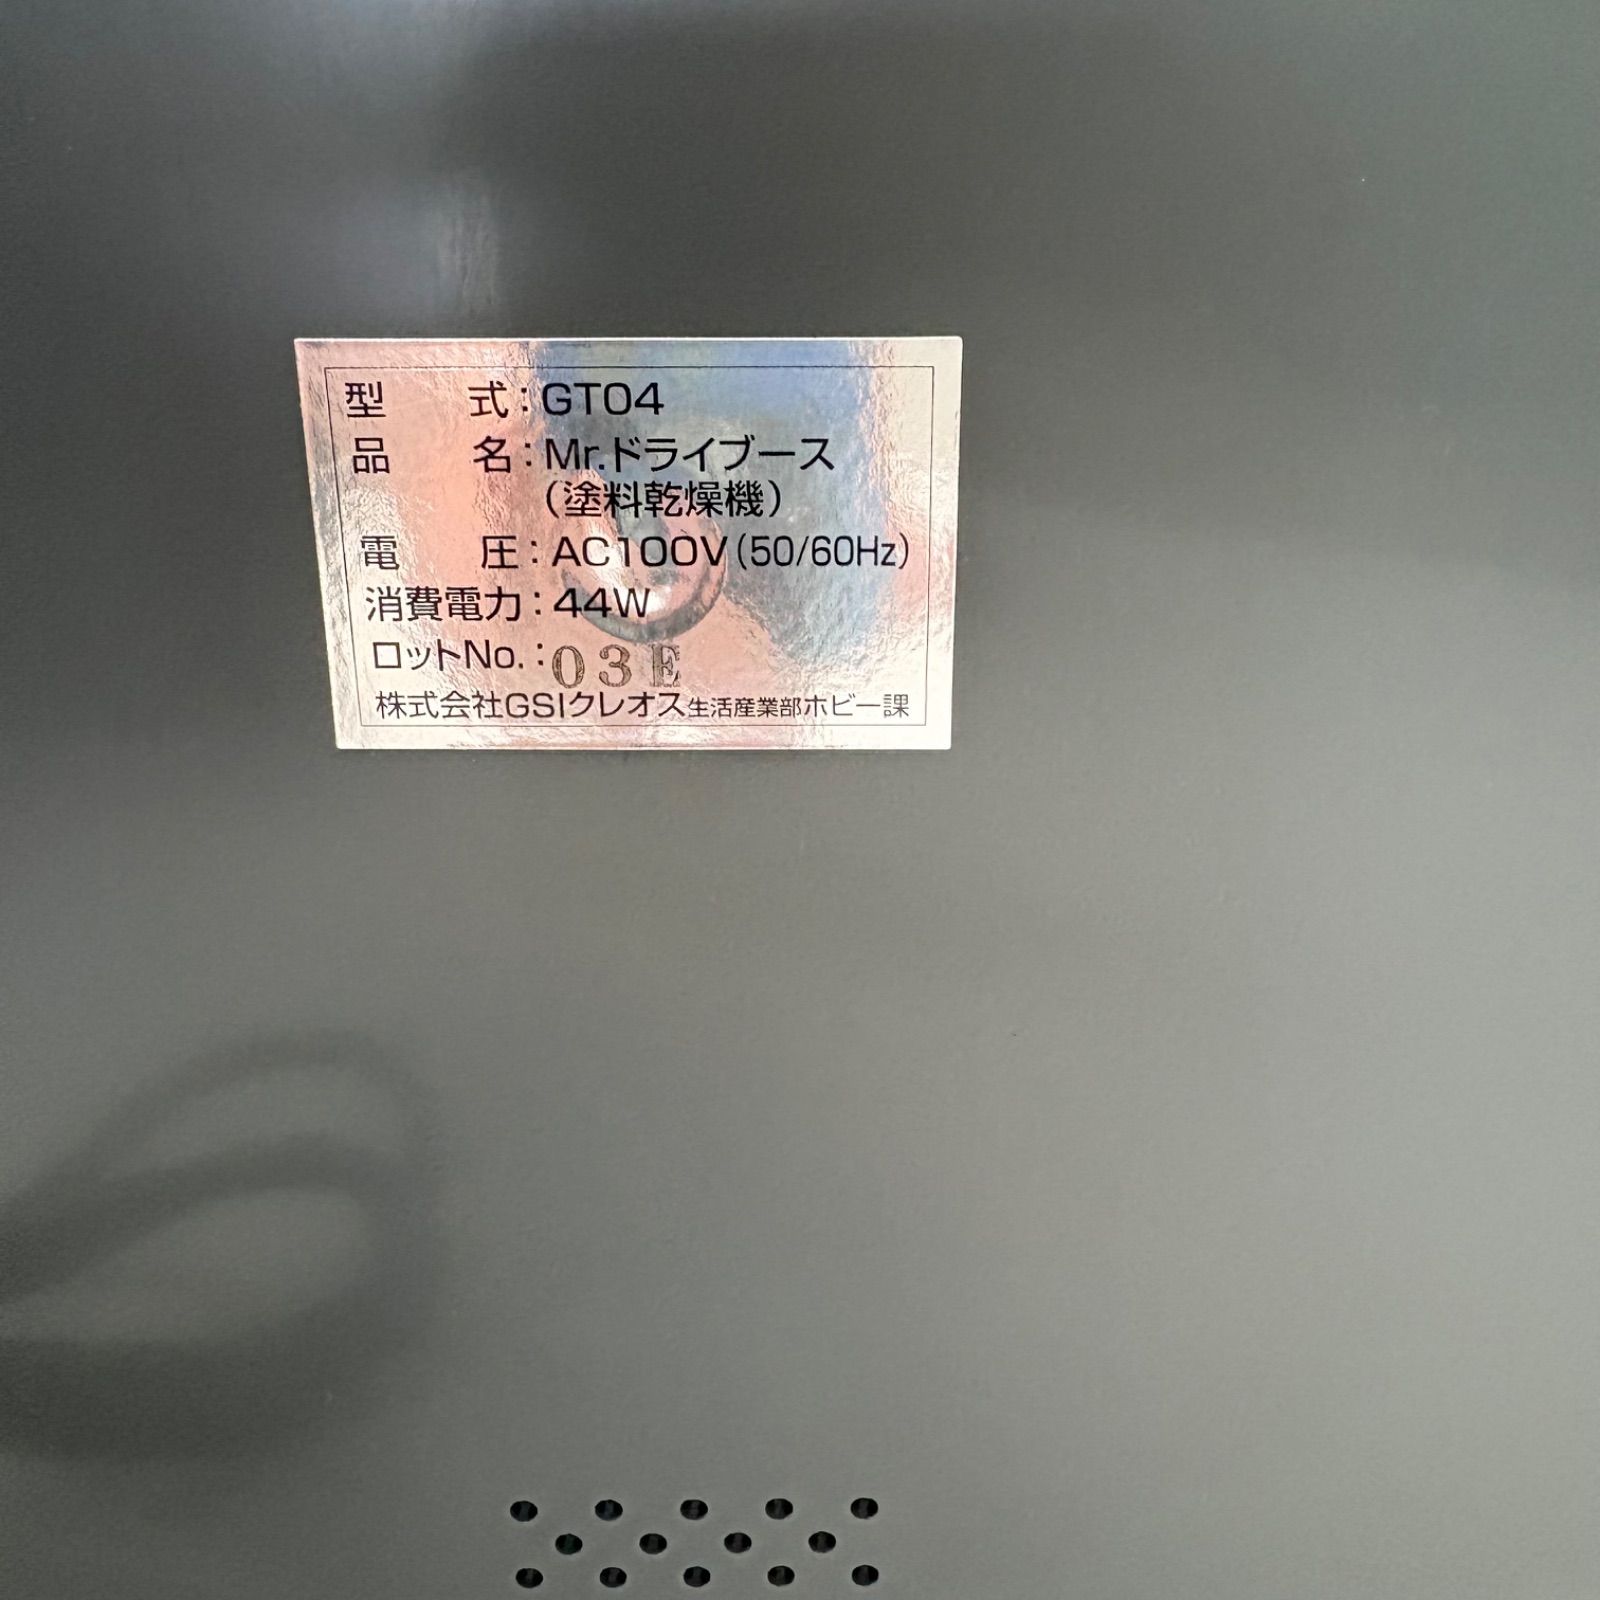 型式：GT04
品名：Mr.ドライブース
（塗料乾燥機）
電圧：AC100V（50/60Hz）
消費電力：44W
ロットNo.：03E
株式会社GSIクレオス生活産業部ホビー課